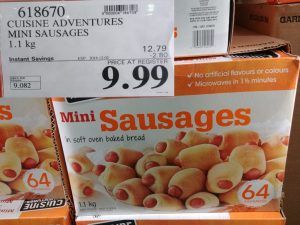 618670
CUISINE ADVENTURES
MINI SAUSAGES
1.1 kg
12.79
Instant Savings
-2.80
PRICE AT REGISTER
9.99
9.082
No artificial flavours or colours
Microwaves in 1½ minutes
Mini Sausages
in soft oven baked bread
64
64
1.1 kg
CUISINE